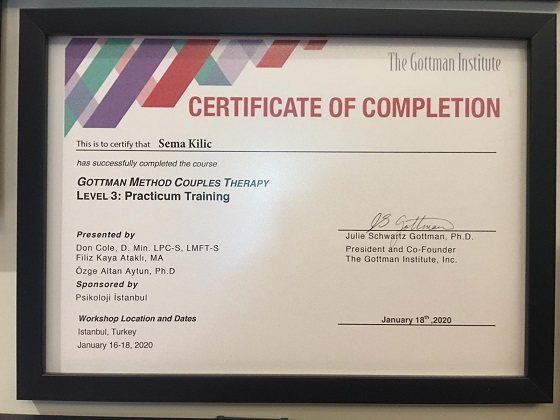 The Gottman Institute
CERTIFICATE OF COMPLETION
This is to certify that Sema Kilic
has successfully completed the course
GOTTMAN METHOD COUPLES THERAPY
LEVEL 3: Practicum Training
Presented by
Don Cole, D. Min. LPC-S, LMFT-S
Filiz Kaya Ataklı, MA
Özge Altan Aytun, Ph.D
Sponsored by
Psikoloji İstanbul
Workshop Location and Dates
Istanbul, Turkey
January 16-18, 2020
JS Gottman
Julie Schwartz Gottman, Ph.D.
President and Co-Founder
The Gottman Institute, Inc.
January 18th,2020